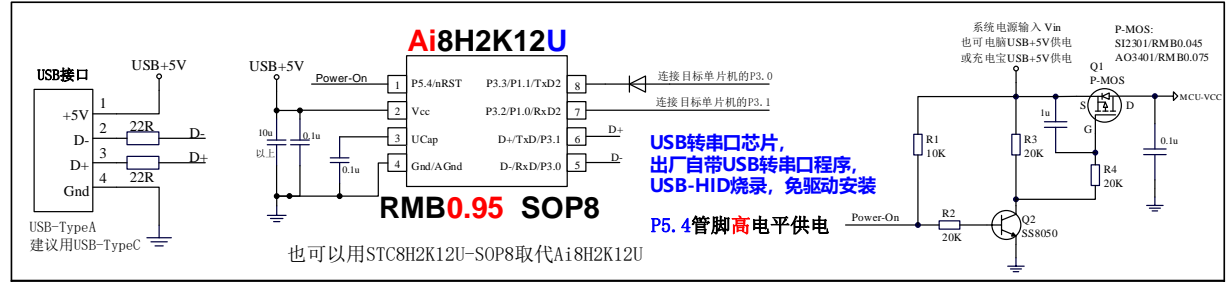 USB接口
USB+5V
+5V
1
D-
2
22R
D-
D+
3
D+
22R
Gnd
4
USB-TypeA
建议用USB-TypeC
Ai8H2K12U
USB+5V
Power-On
10u
以上
0.1u
0.1u
1
P5.4/nRST
P3.3/P1.1/TxD2
8
连接目标单片机的P3.0
2
Vcc
P3.2/P1.0/RxD2
7
连接目标单片机的P3.1
3
UCap
D+/TxD/P3.1
6
D+
4
Gnd/AGnd
D-/RxD/P3.0
5
D-
RMB0.95 SOP8
也可以用STC8H2K12U-SOP8取代Ai8H2K12U
USB转串口芯片,
出厂自带USB转串口程序,
USB-HID烧录，免驱动安装
P5.4管脚高电平供电
系统电源输入 Vin
也可电脑USB+5V供电
或充电宝USB+5V供电
P-MOS:
SI2301/RMB0.045
AO3401/RMB0.075
Q1
P-MOS
S
D
G
MCU-VCC
1u
0.1u
R1
10K
R3
20K
R4
20K
Power-On
R2
20K
Q2
SS8050